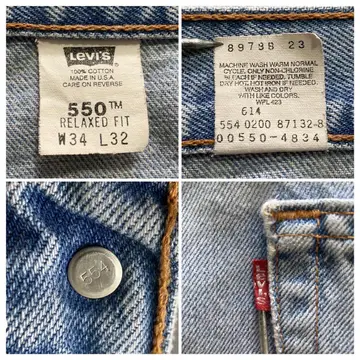 Levi's
100% COTTON
MADE IN U.S.A.
CARE ON REVERSE
550™
RELAXED FIT
W34 L32
89798 23
MACHINE WASH WARM NORMAL
CYCLE. ONLY NON-CHLORINE
BLEACH IF NEEDED. TUMBLE
DRY HOT. HOT IRON IF NEEDED.
WASH AND DRY
WITH LIKE COLORS.
WPL423
614
554 0200 87132-8
00550-4834
554
LEVI'S